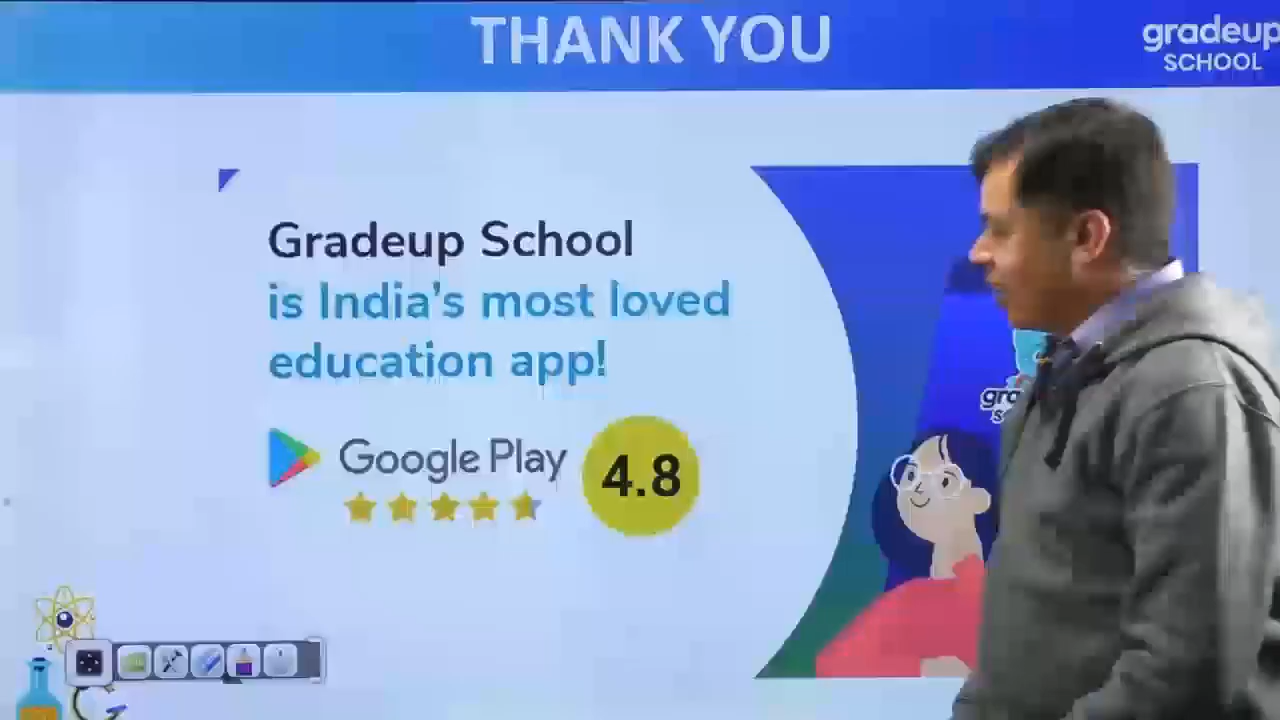 THANK YOU
gradeup
SCHOOL
Gradeup School
is India's most loved
education app!
Google Play
4.8